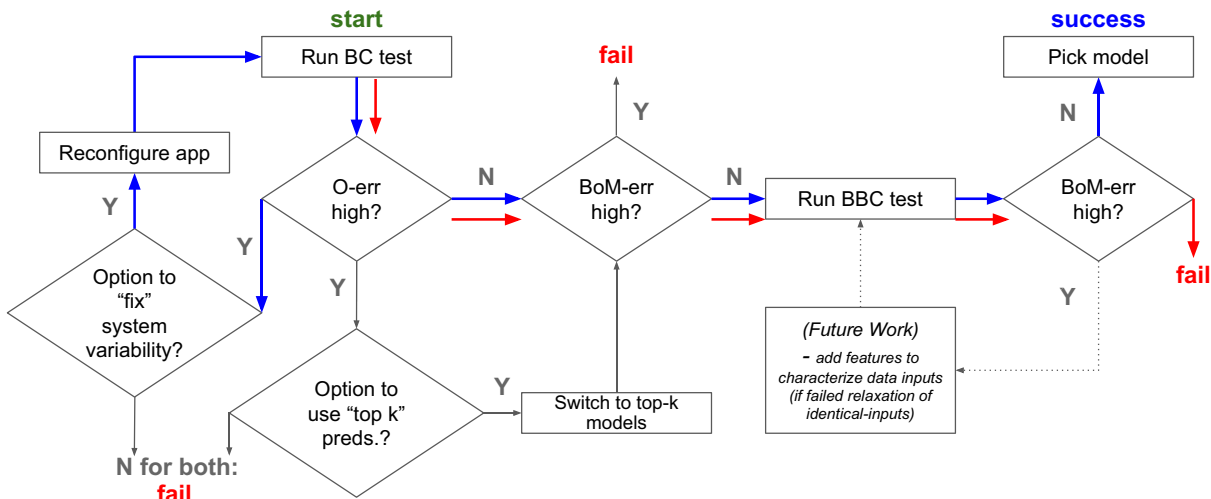 start
Run BC test
Reconfigure app
Y
Option to
“fix”
system
variability?
Y
O-err
high?
N
Y
Option to
use “top k”
preds.?
Y
Switch to top-k
models
N for both:
fail
fail
Y
BoM-err
high?
N
Run BBC test
(Future Work)
- add features to
characterize data inputs
(if failed relaxation of
identical-inputs)
success
Pick model
N
BoM-err
high?
Y
fail